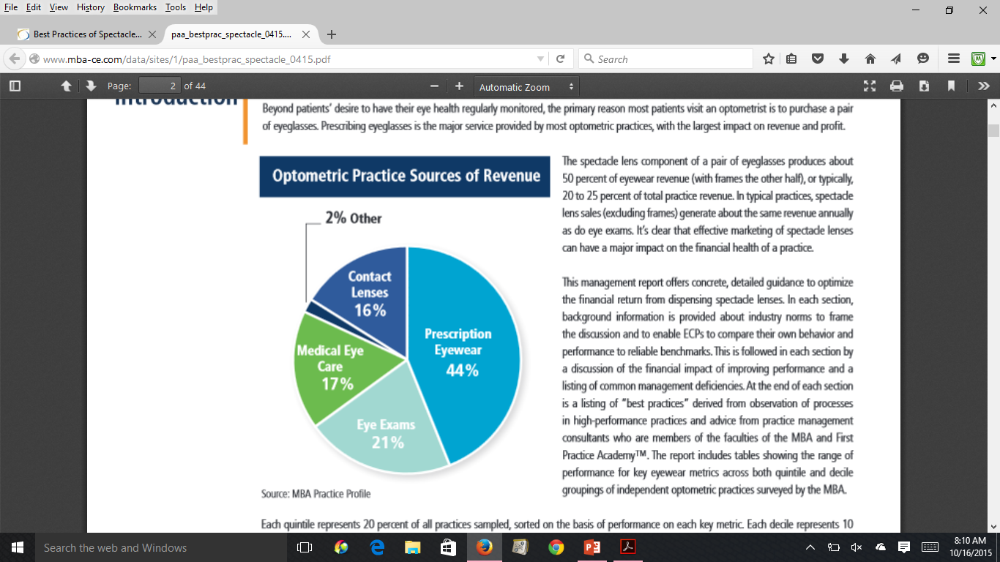 File Edit View History Bookmarks Tools Help
Best Practices of Spectacle...
paa_bestprac_spectacle_0415....
www.mba-ce.com/data/sites/1/paa_bestprac_spectacle_0415.pdf
Search
Page: 2 of 44
Automatic Zoom
Introduction
Beyond patients' desire to have their eye health regularly monitored, the primary reason most patients visit an optometrist is to purchase a pair
of eyeglasses. Prescribing eyeglasses is the major service provided by most optometric practices, with the largest impact on revenue and profit.
Optometric Practice Sources of Revenue
2% Other
Contact
Lenses
16%
Prescription
Eyewear
44%
Medical Eye
Care
17%
Eye Exams
21%
Source: MBA Practice Profile
The spectacle lens component of a pair of eyeglasses produces about
50 percent of eyewear revenue (with frames the other half), or typically,
20 to 25 percent of total practice revenue. In typical practices, spectacle
lens sales (excluding frames) generate about the same revenue annually
as do eye exams. It's clear that effective marketing of spectacle lenses
can have a major impact on the financial health of a practice.
This management report offers concrete, detailed guidance to optimize
the financial return from dispensing spectacle lenses. In each section,
background information is provided about industry norms to frame
the discussion and to enable ECPs to compare their own behavior and
performance to reliable benchmarks. This is followed in each section by
a discussion of the financial impact of improving performance and a
listing of common management deficiencies. At the end of each section
is a listing of "best practices" derived from observation of processes
in high-performance practices and advice from practice management
consultants who are members of the faculties of the MBA and First
Practice Academy™. The report includes tables showing the range of
performance for key eyewear metrics across both quintile and decile
groupings of independent optometric practices surveyed by the MBA.
Each quintile represents 20 percent of all practices sampled, sorted on the basis of performance on each key metric. Each decile represents 10
Search the web and Windows
8:10 AM
10/16/2015